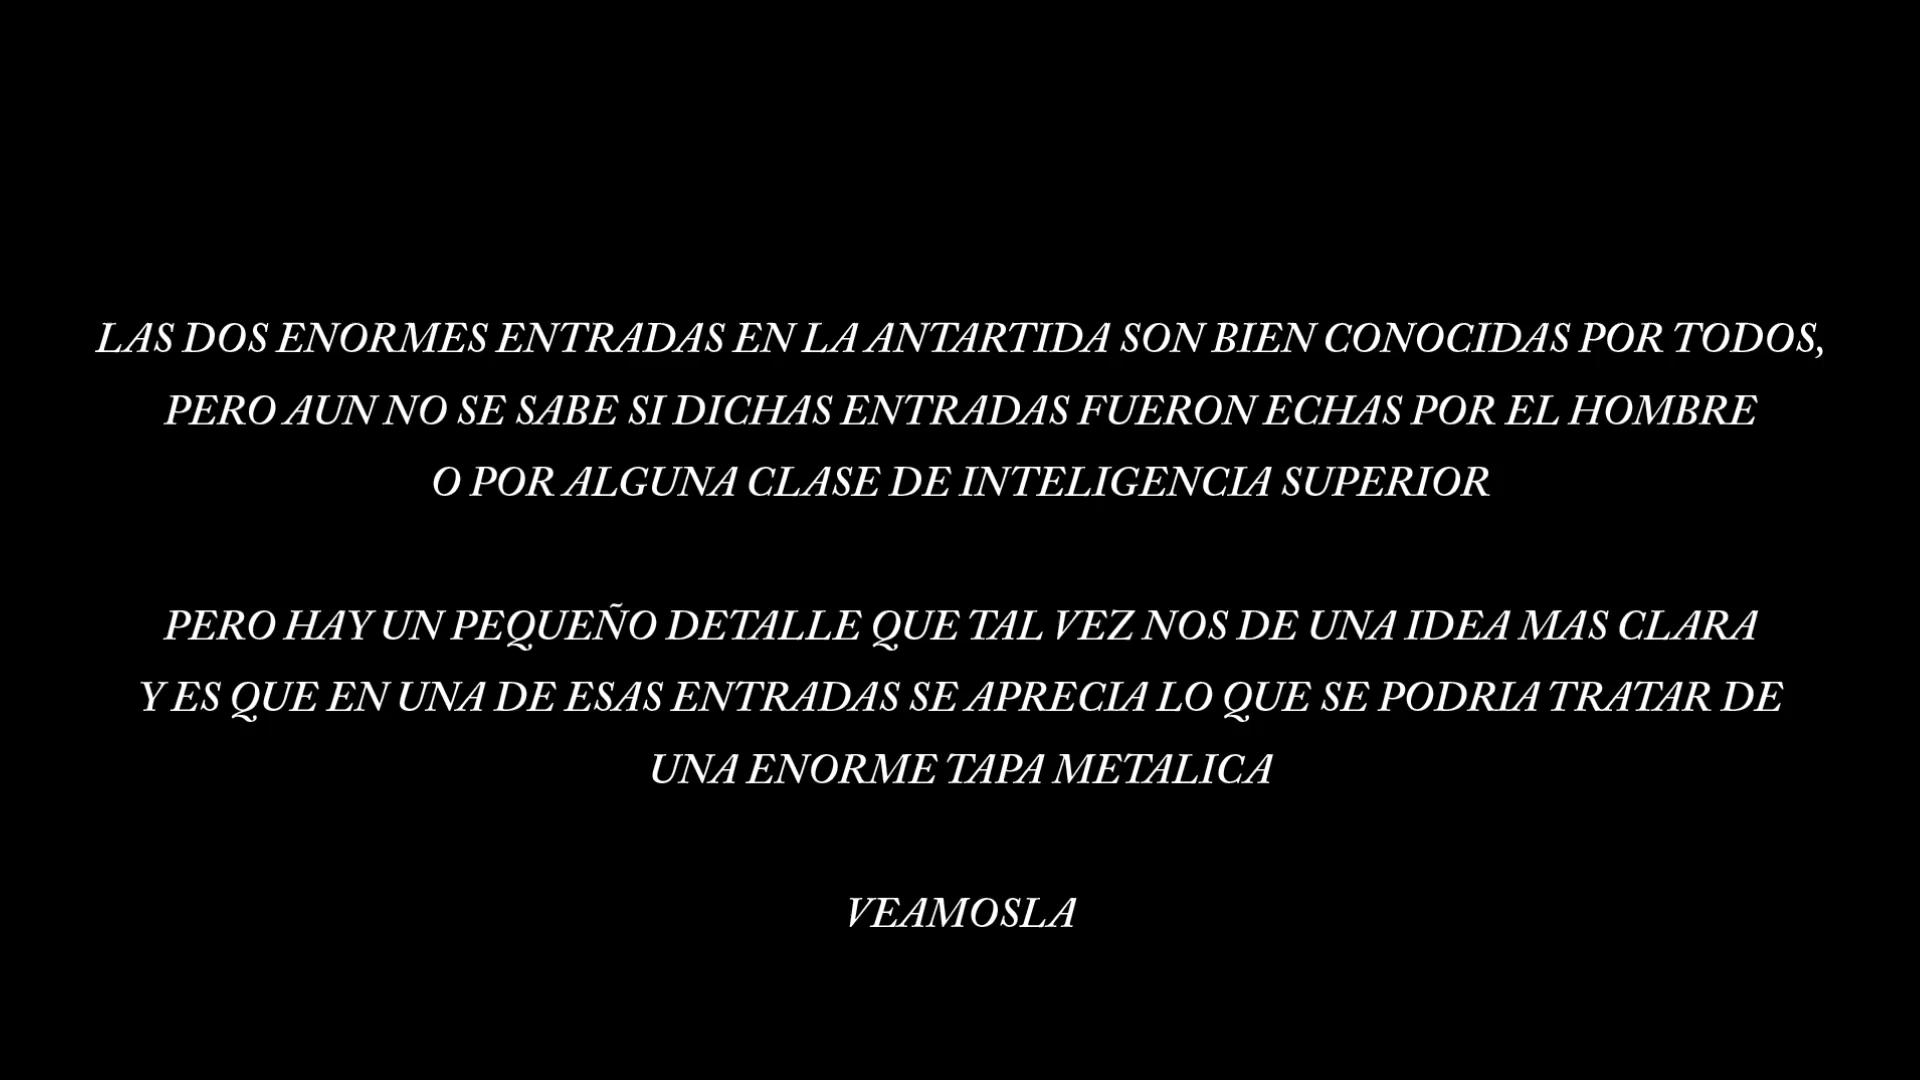 LAS DOS ENORMES ENTRADAS EN LA ANTARTIDA SON BIEN CONOCIDAS POR TODOS,
PERO AUN NO SE SABE SI DICHAS ENTRADAS FUERON ECHAS POR EL HOMBRE
O POR ALGUNA CLASE DE INTELIGENCIA SUPERIOR
PERO HAY UN PEQUEÑO DETALLE QUE TAL VEZ NOS DE UNA IDEA MAS CLARA
Y ES QUE EN UNA DE ESAS ENTRADAS SE APRECIA LO QUE SE PODRIA TRATAR DE
UNA ENORME TAPA METALICA
VEAMOSLA